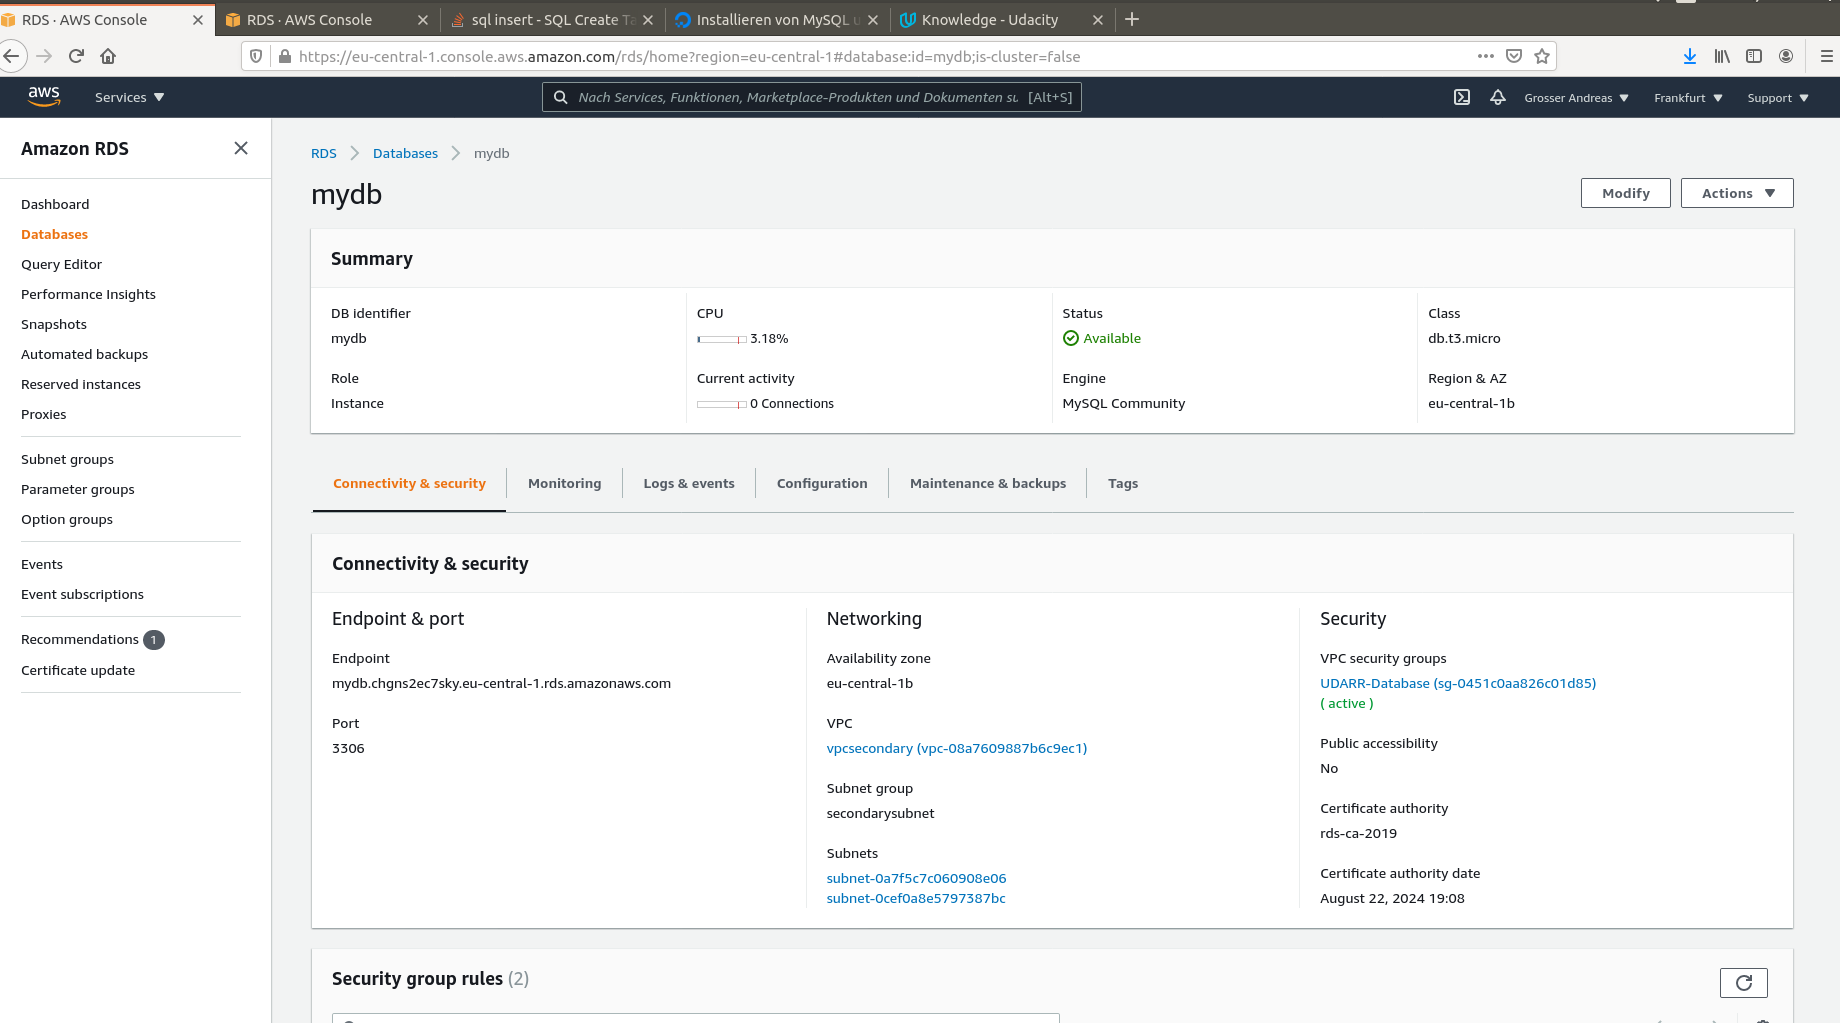 RDS · AWS Console
RDS · AWS Console
sql insert - SQL Create Ta
Installieren von MySQL u
Knowledge - Udacity
https://eu-central-1.console.aws.amazon.com/rds/home?region=eu-central-1#database:id=mydb;is-cluster=false
aws
Services
Nach Services, Funktionen, Marketplace-Produkten und Dokumenten su
[Alt+S]
Grosser Andreas
Frankfurt
Support
Amazon RDS
Dashboard
Databases
Query Editor
Performance Insights
Snapshots
Automated backups
Reserved instances
Proxies
Subnet groups
Parameter groups
Option groups
Events
Event subscriptions
Recommendations 1
Certificate update
RDS
Databases
mydb
mydb
Modify
Actions
Summary
DB identifier
mydb
CPU
3.18%
Status
Available
Class
db.t3.micro
Role
Instance
Current activity
0 Connections
Engine
MySQL Community
Region & AZ
eu-central-1b
Connectivity & security
Monitoring
Logs & events
Configuration
Maintenance & backups
Tags
Connectivity & security
Endpoint & port
Endpoint
mydb.chgns2ec7sky.eu-central-1.rds.amazonaws.com
Port
3306
Networking
Availability zone
eu-central-1b
VPC
vpcsecondary (vpc-08a7609887b6c9ec1)
Subnet group
secondarysubnet
Subnets
subnet-0a7f5c7c060908e06
subnet-0cef0a8e5797387bc
Security
VPC security groups
UDARR-Database (sg-0451c0aa826c01d85)
( active )
Public accessibility
No
Certificate authority
rds-ca-2019
Certificate authority date
August 22, 2024 19:08
Security group rules (2)